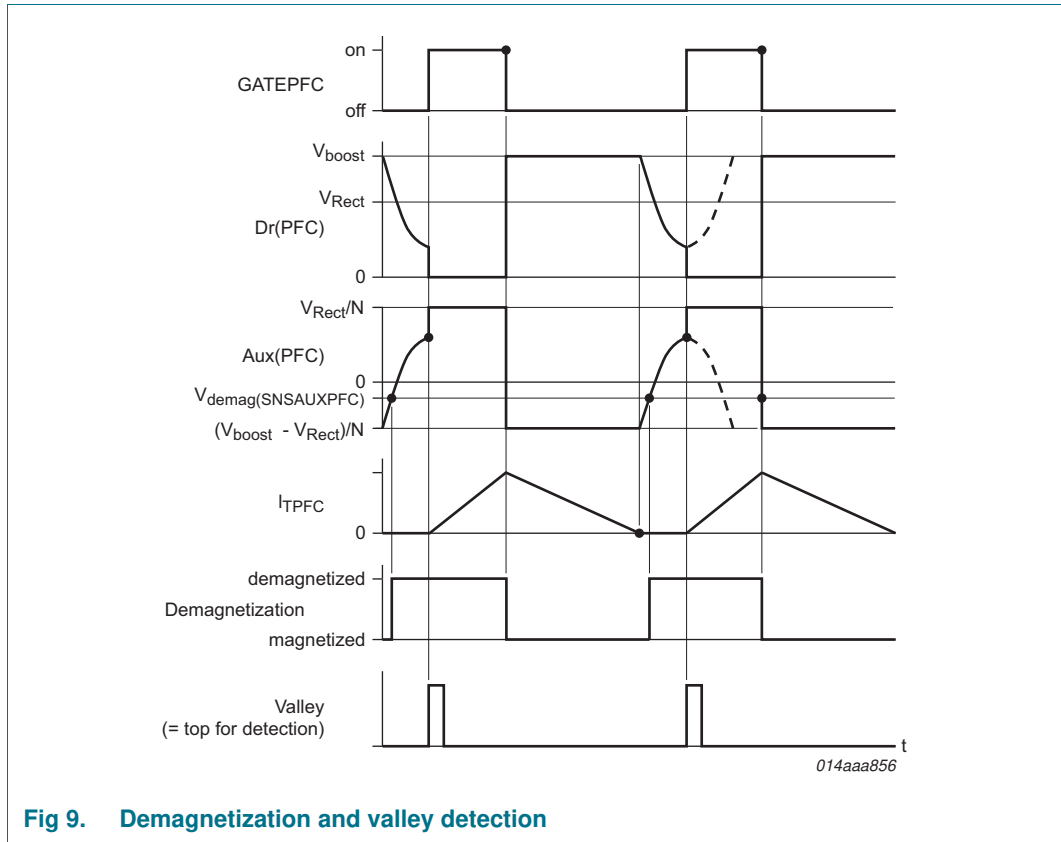 on
GATEPFC
off
Vboost
VRect
Dr(PFC)
0
VRect/N
Aux(PFC)
0
Vdemag(SNSAUXPFC)
(Vboost - VRect)/N
ITPFC
0
demagnetized
Demagnetization
magnetized
Valley
(= top for detection)
t
014aaa856
Fig 9. Demagnetization and valley detection